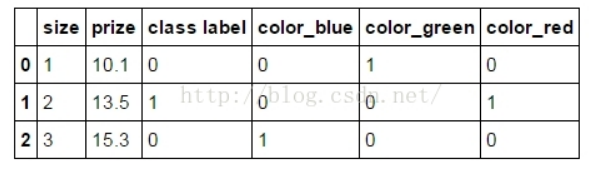 size prize class label color_blue color_green color_red
0 1 10.1 0 0 1 0
1 2 13.5 1 0 0 1
2 3 15.3 0 1 0 0
http://blog.csdn.net/